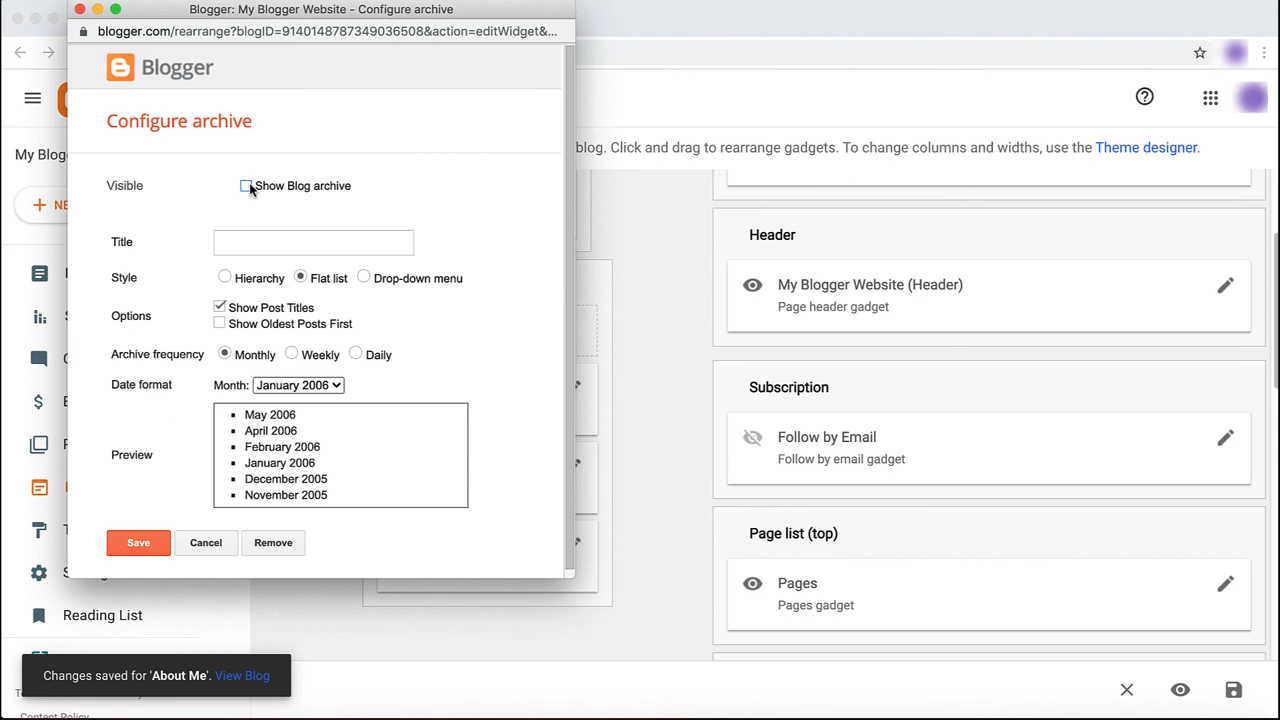 Blogger: My Blogger Website - Configure archive
blogger.com/rearrange?blogID=9140148787349036508&action=editWidget&...
Blogger
Configure archive
Visible
Show Blog archive
Title
Style
Hierarchy
Flat list
Drop-down menu
Options
Show Post Titles
Show Oldest Posts First
Archive frequency
Monthly
Weekly
Daily
Date format
Month: January 2006
Preview
May 2006
April 2006
February 2006
January 2006
December 2005
November 2005
Save
Cancel
Remove
My Blog
NE
blog. Click and drag to rearrange gadgets. To change columns and widths, use the Theme designer.
Header
My Blogger Website (Header)
Page header gadget
Subscription
Follow by Email
Follow by email gadget
Page list (top)
Pages
Pages gadget
Reading List
Changes saved for 'About Me'. View Blog
Content Policy